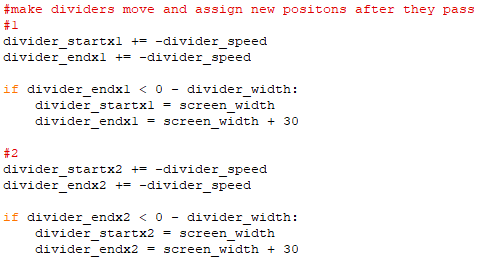 #make dividers move and assign new positons after they pass
#1
divider_startx1 += -divider_speed
divider_endx1 += -divider_speed

if divider_endx1 < 0 - divider_width:
    divider_startx1 = screen_width
    divider_endx1 = screen_width + 30

#2
divider_startx2 += -divider_speed
divider_endx2 += -divider_speed

if divider_endx2 < 0 - divider_width:
    divider_startx2 = screen_width
    divider_endx2 = screen_width + 30